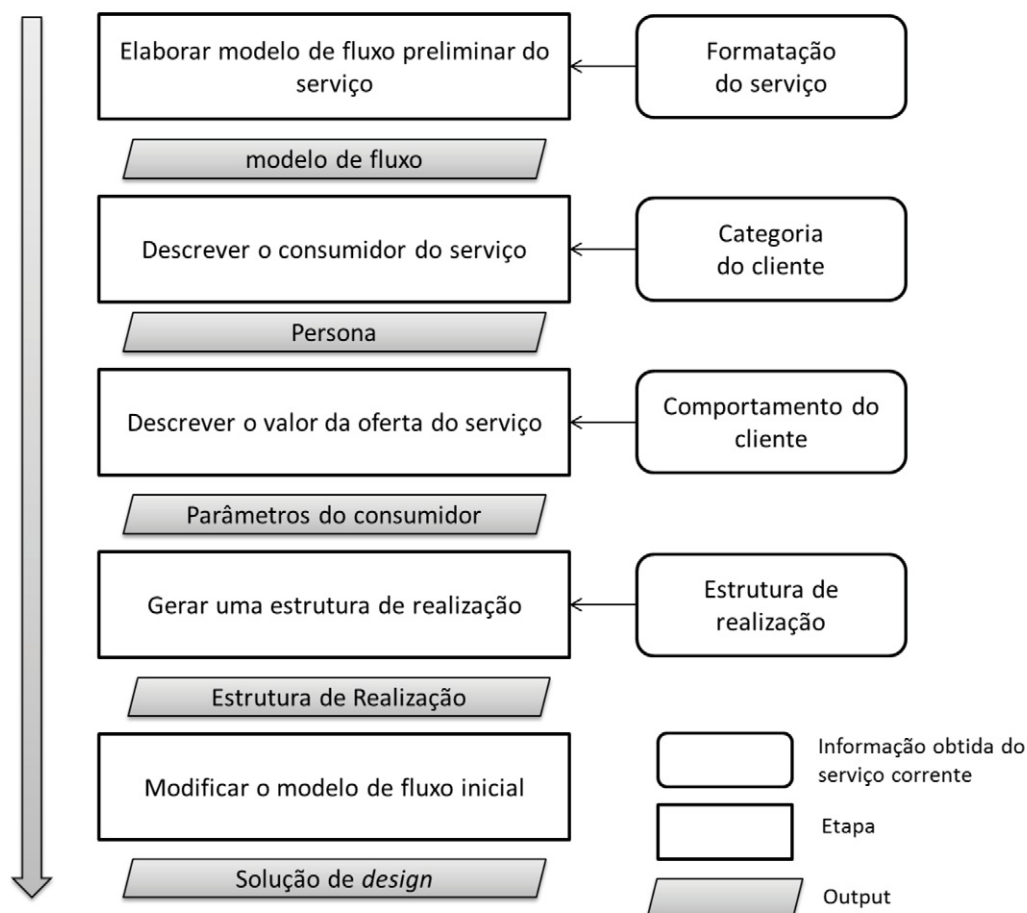 Elaborar modelo de fluxo preliminar do
serviço
Formatação
do serviço
modelo de fluxo
Descrever o consumidor do serviço
Categoria
do cliente
Persona
Descrever o valor da oferta do serviço
Comportamento do
cliente
Parâmetros do consumidor
Gerar uma estrutura de realização
Estrutura de
realização
Estrutura de Realização
Modificar o modelo de fluxo inicial
Solução de design
Informação obtida do
serviço corrente
Etapa
Output